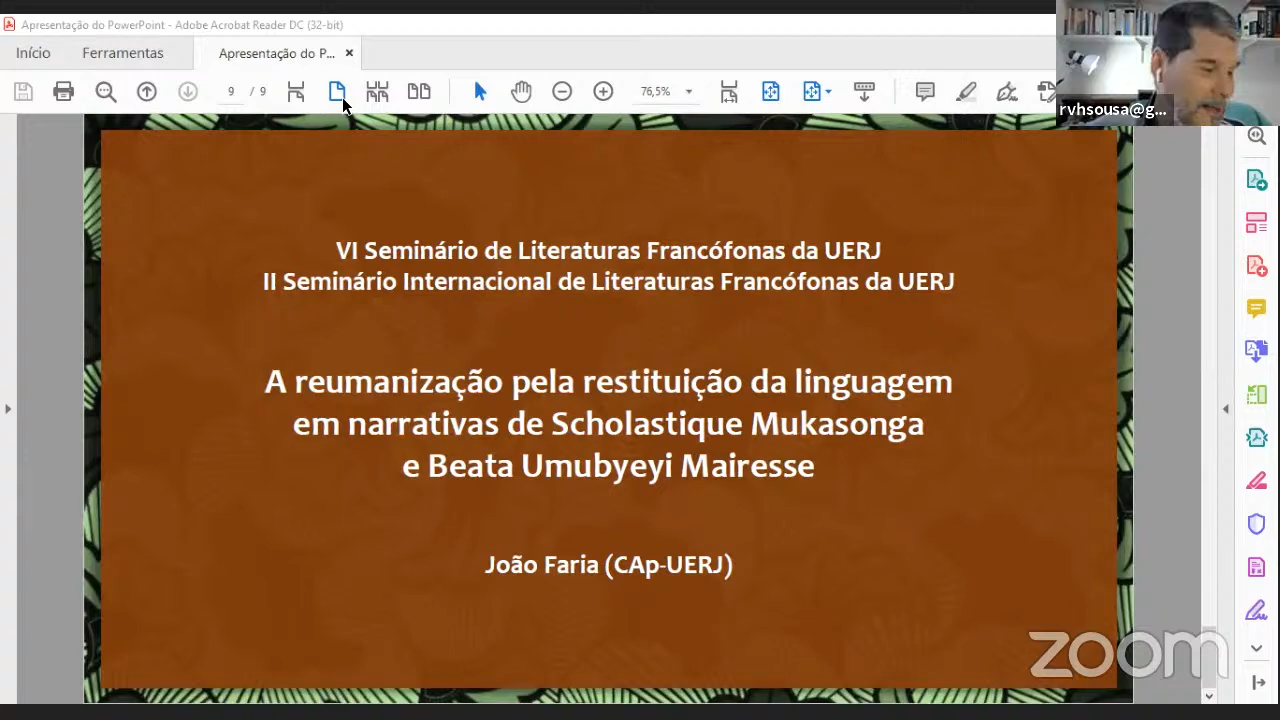 Apresentação do PowerPoint - Adobe Acrobat Reader DC (32-bit)
Início
Ferramentas
Apresentação do P...
9 / 9
76,5%
rvhsousa@g...
VI Seminário de Literaturas Francófonas da UERJ
II Seminário Internacional de Literaturas Francófonas da UERJ
A reumanização pela restituição da linguagem
em narrativas de Scholastique Mukasonga
e Beata Umubyeyi Mairesse
João Faria (CAp-UERJ)
zoom